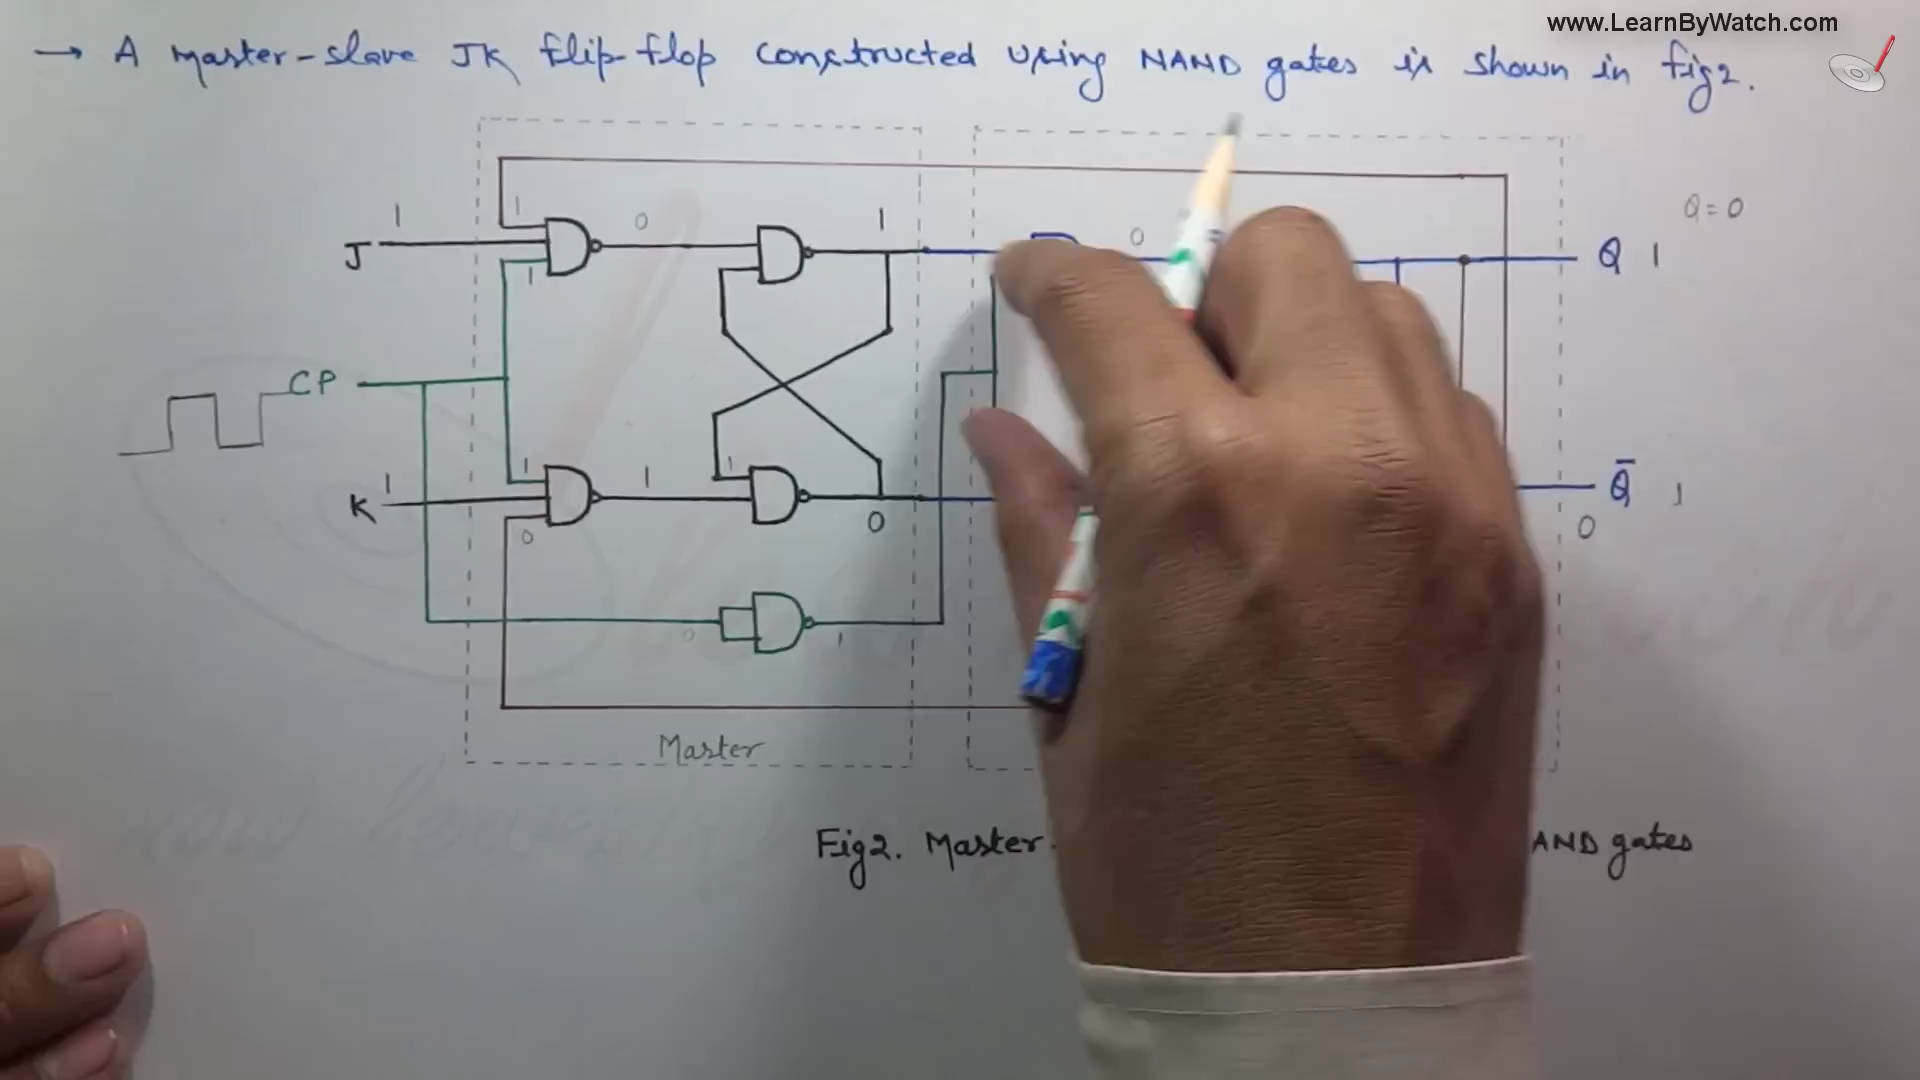 www.LearnByWatch.com
→ A master-slave JK flip-flop constructed using NAND gates is shown in fig2.
Q = 0
1 1 0 1 0
J 1 Q 1
CP
1 1 1
K 1 Q̄ 1
0 0 0
0 1
Master
Fig2. Master- AND gates